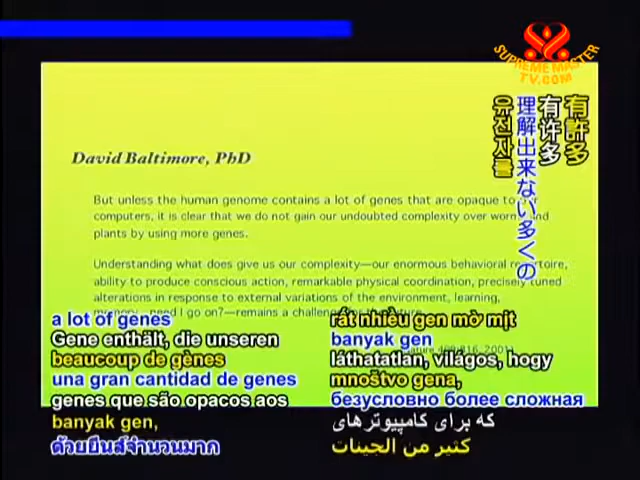 SUPREME MASTER
TV.COM
David Baltimore, PhD
But unless the human genome contains a lot of genes that are opaque to our
computers, it is clear that we do not gain our undoubted complexity over worms and
plants by using more genes.
Understanding what does give us our complexity—our enormous behavioral repertoire,
ability to produce conscious action, remarkable physical coordination, precisely tuned
alterations in response to external variations of the environment, learning,
memory—need I go on?—remains a challenge for
816, 2001)
有許多
有许多
理解出来ない多くの
유전자를
a lot of genes
Gene enthält, die unseren
beaucoup de gènes
una gran cantidad de genes
genes que são opacos aos
banyak gen,
ด้วยยีนส์จำนวนมาก
rất nhiều gen mờ mịt
banyak gen
láthatatlan, világos, hogy
mnoštvo gena,
безусловно более сложная
که برای کامپیوترهای
كثير من الجينات